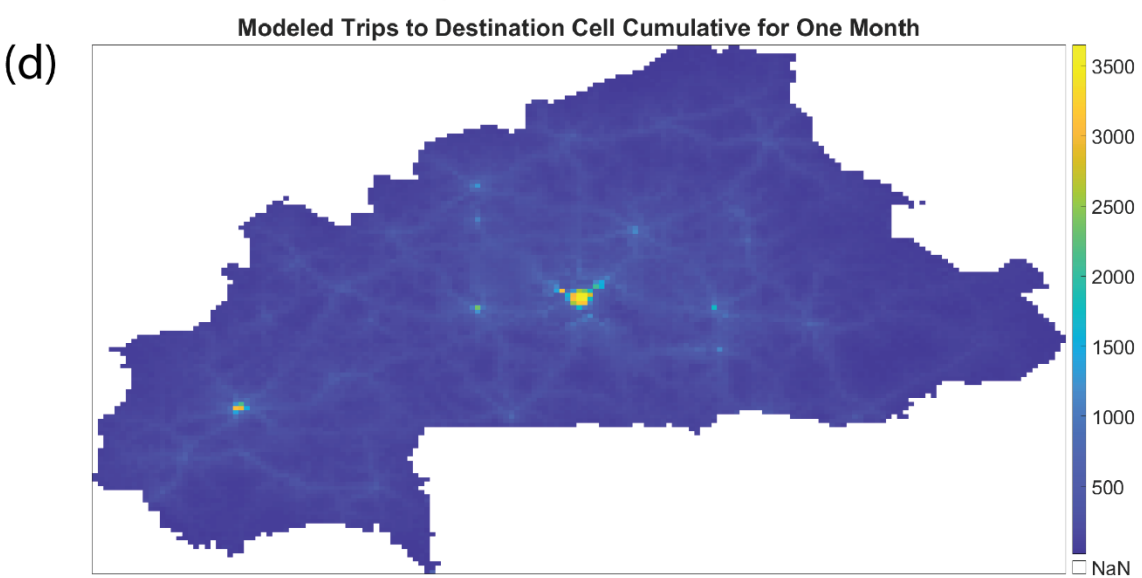 Modeled Trips to Destination Cell Cumulative for One Month
(d)
3500
3000
2500
2000
1500
1000
500
NaN